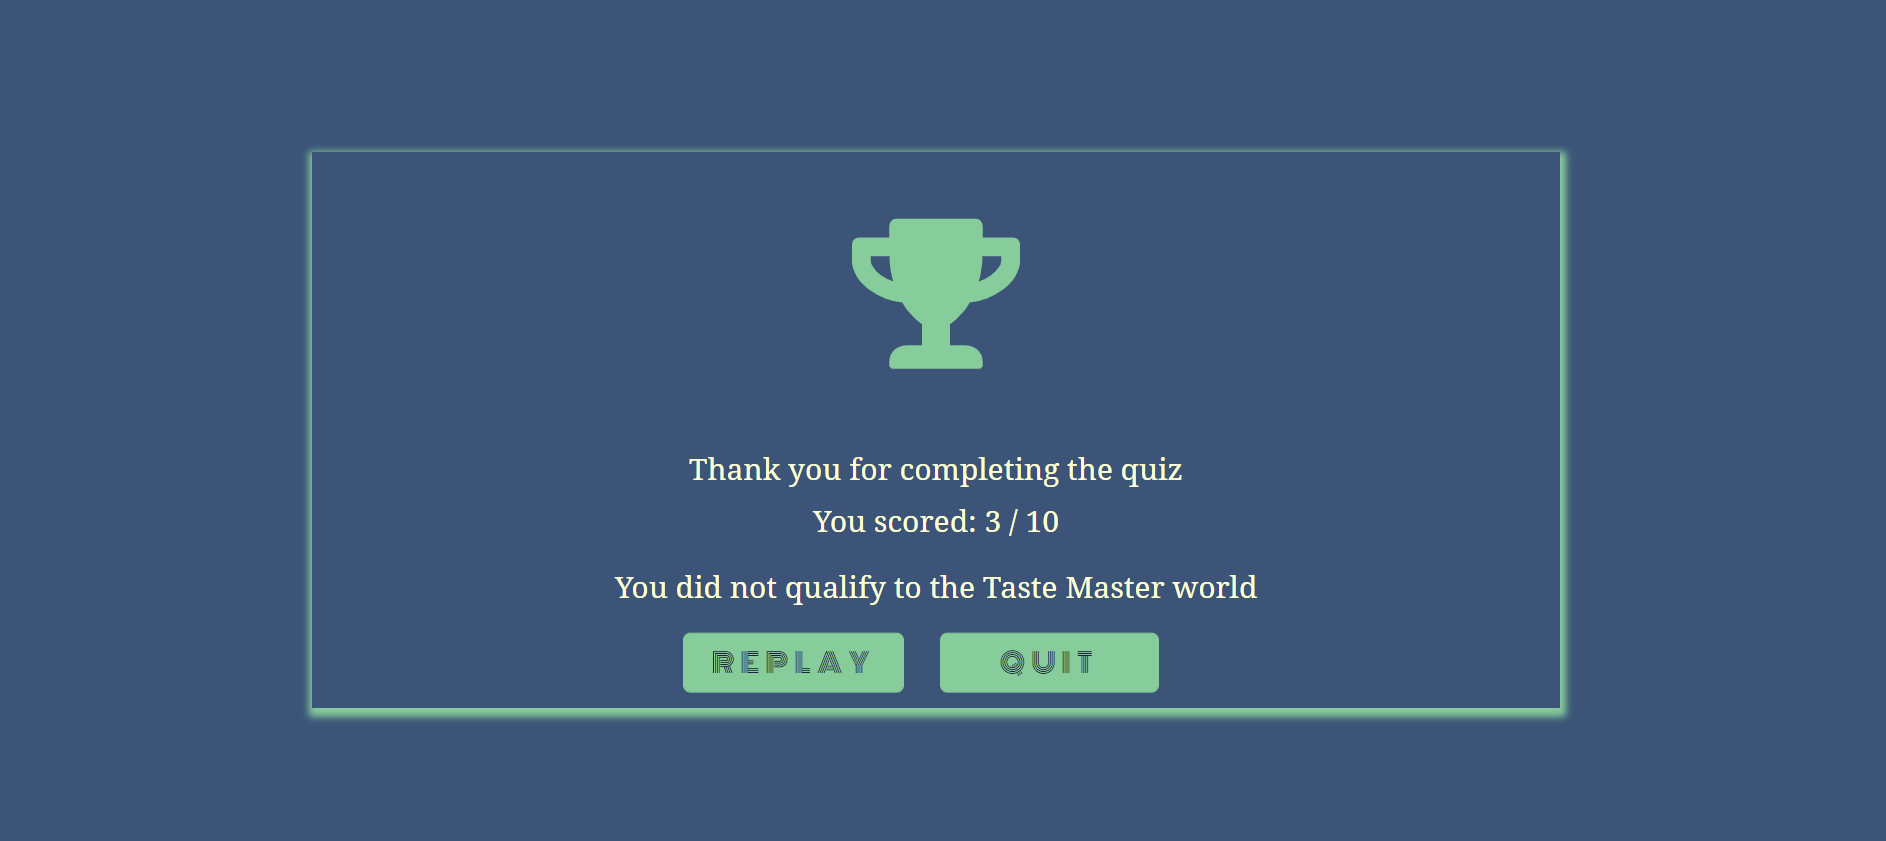 Thank you for completing the quiz
You scored: 3 / 10
You did not qualify to the Taste Master world
REPLAY QUIT